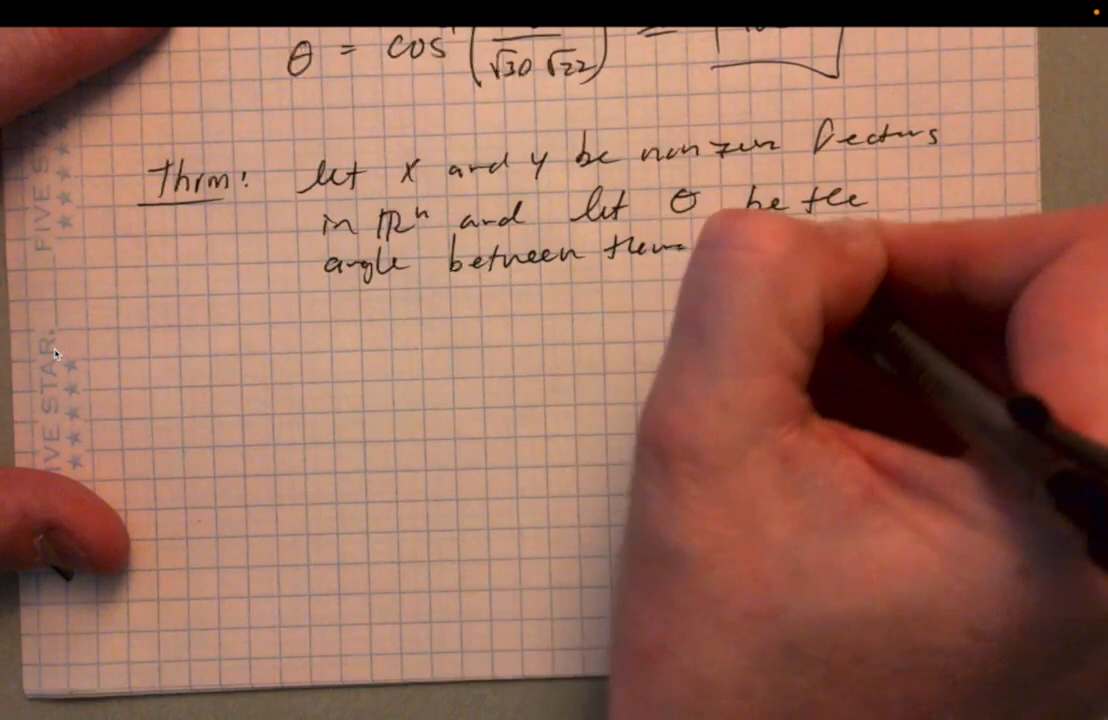 θ = cos⁻¹ ( / √30 √22 ) =
Thrm: let x and y be nonzero vectors
in ℝⁿ and let θ be the
angle between them
FIVE STAR.
FIVE STAR.